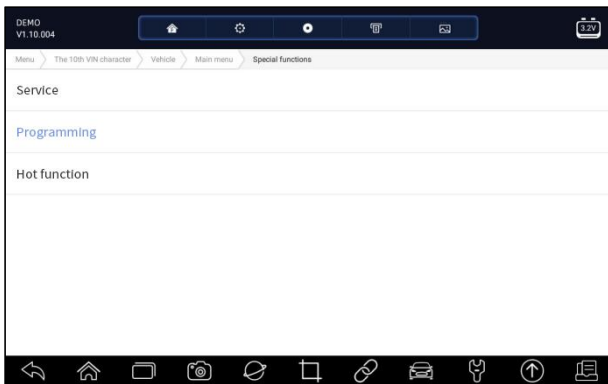 DEMO
V1.10.004
3.2V
Menu The 10th VIN character Vehicle Main menu Special functions
Service
Programming
Hot function